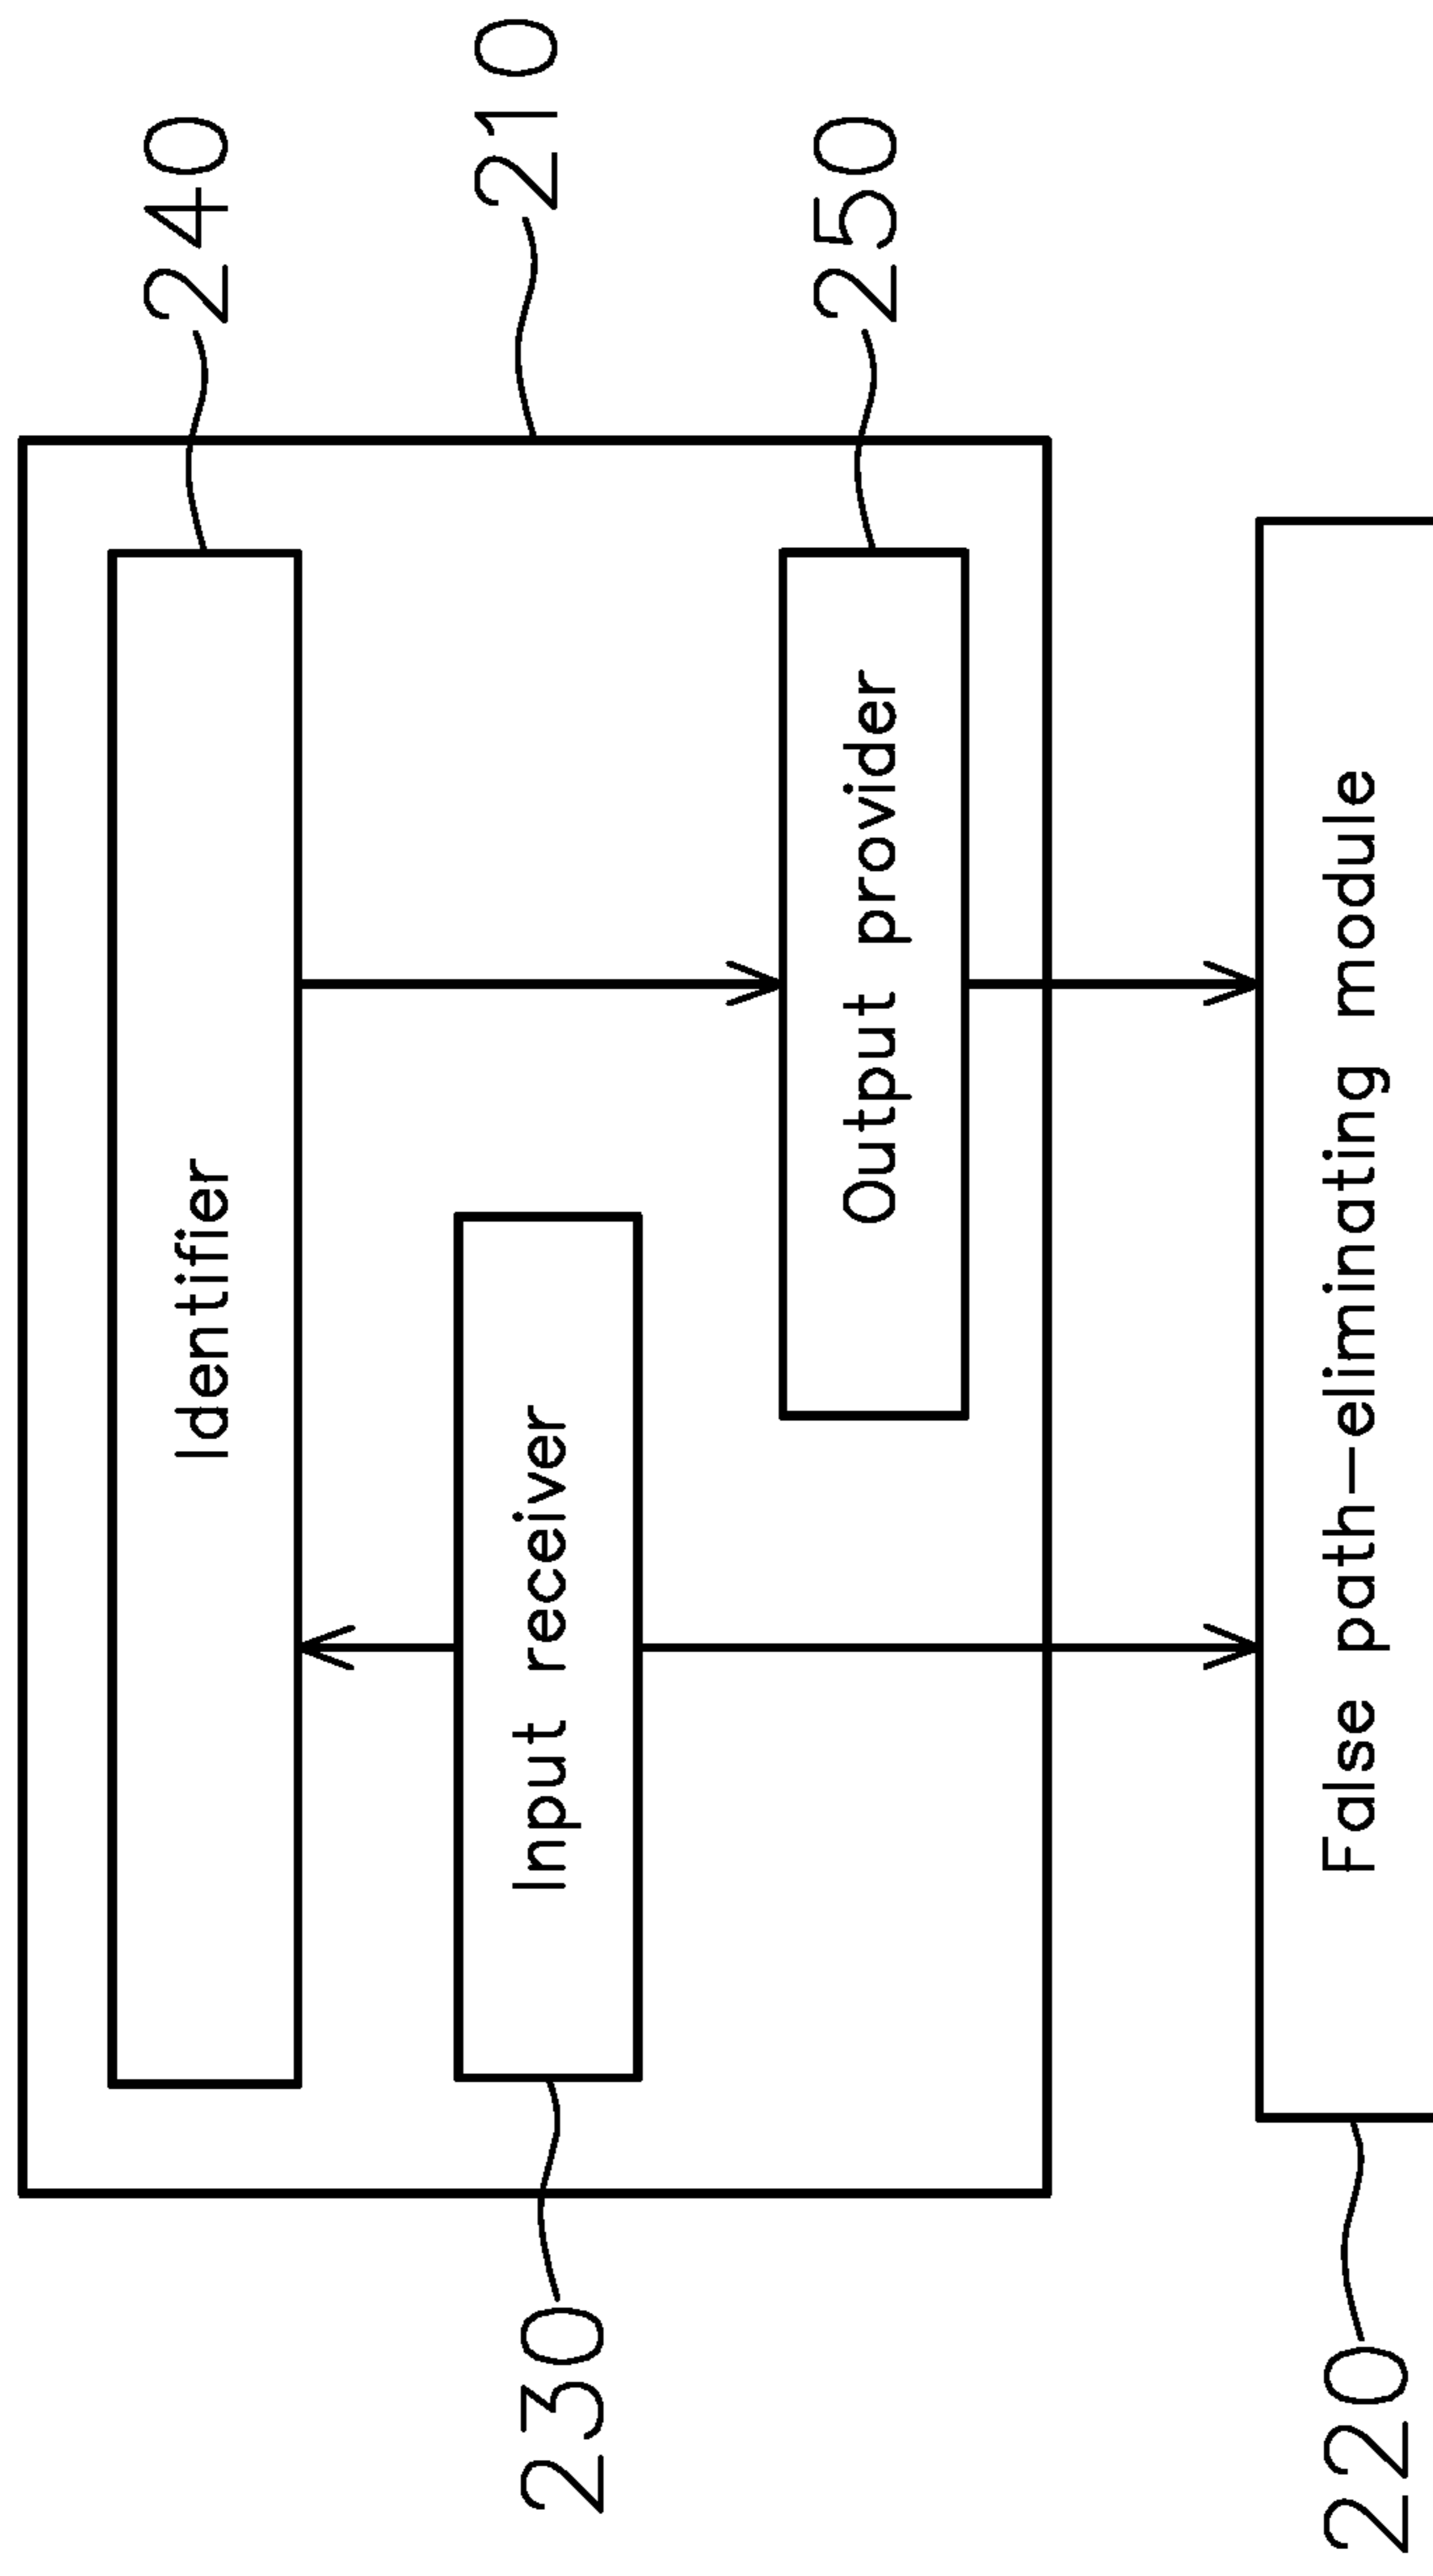 240
Identifier
210
230
Input receiver
250
Output provider
220
False path-eliminating module